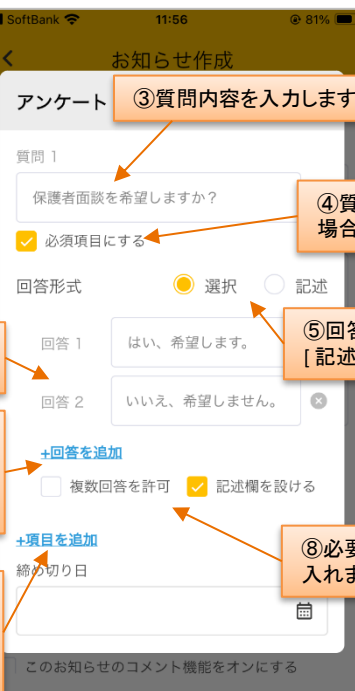 SoftBank 11:56 81%
お知らせ作成
アンケート
③質問内容を入力します
質問 1
保護者面談を希望しますか？
④質
場合
必須項目にする
回答形式 選択 記述
⑤回答
[ 記述
回答 1 はい、希望します。
回答 2 いいえ、希望しません。
+回答を追加
複数回答を許可 記述欄を設ける
+項目を追加
⑧必要
入れま
締め切り日
このお知らせのコメント機能をオンにする